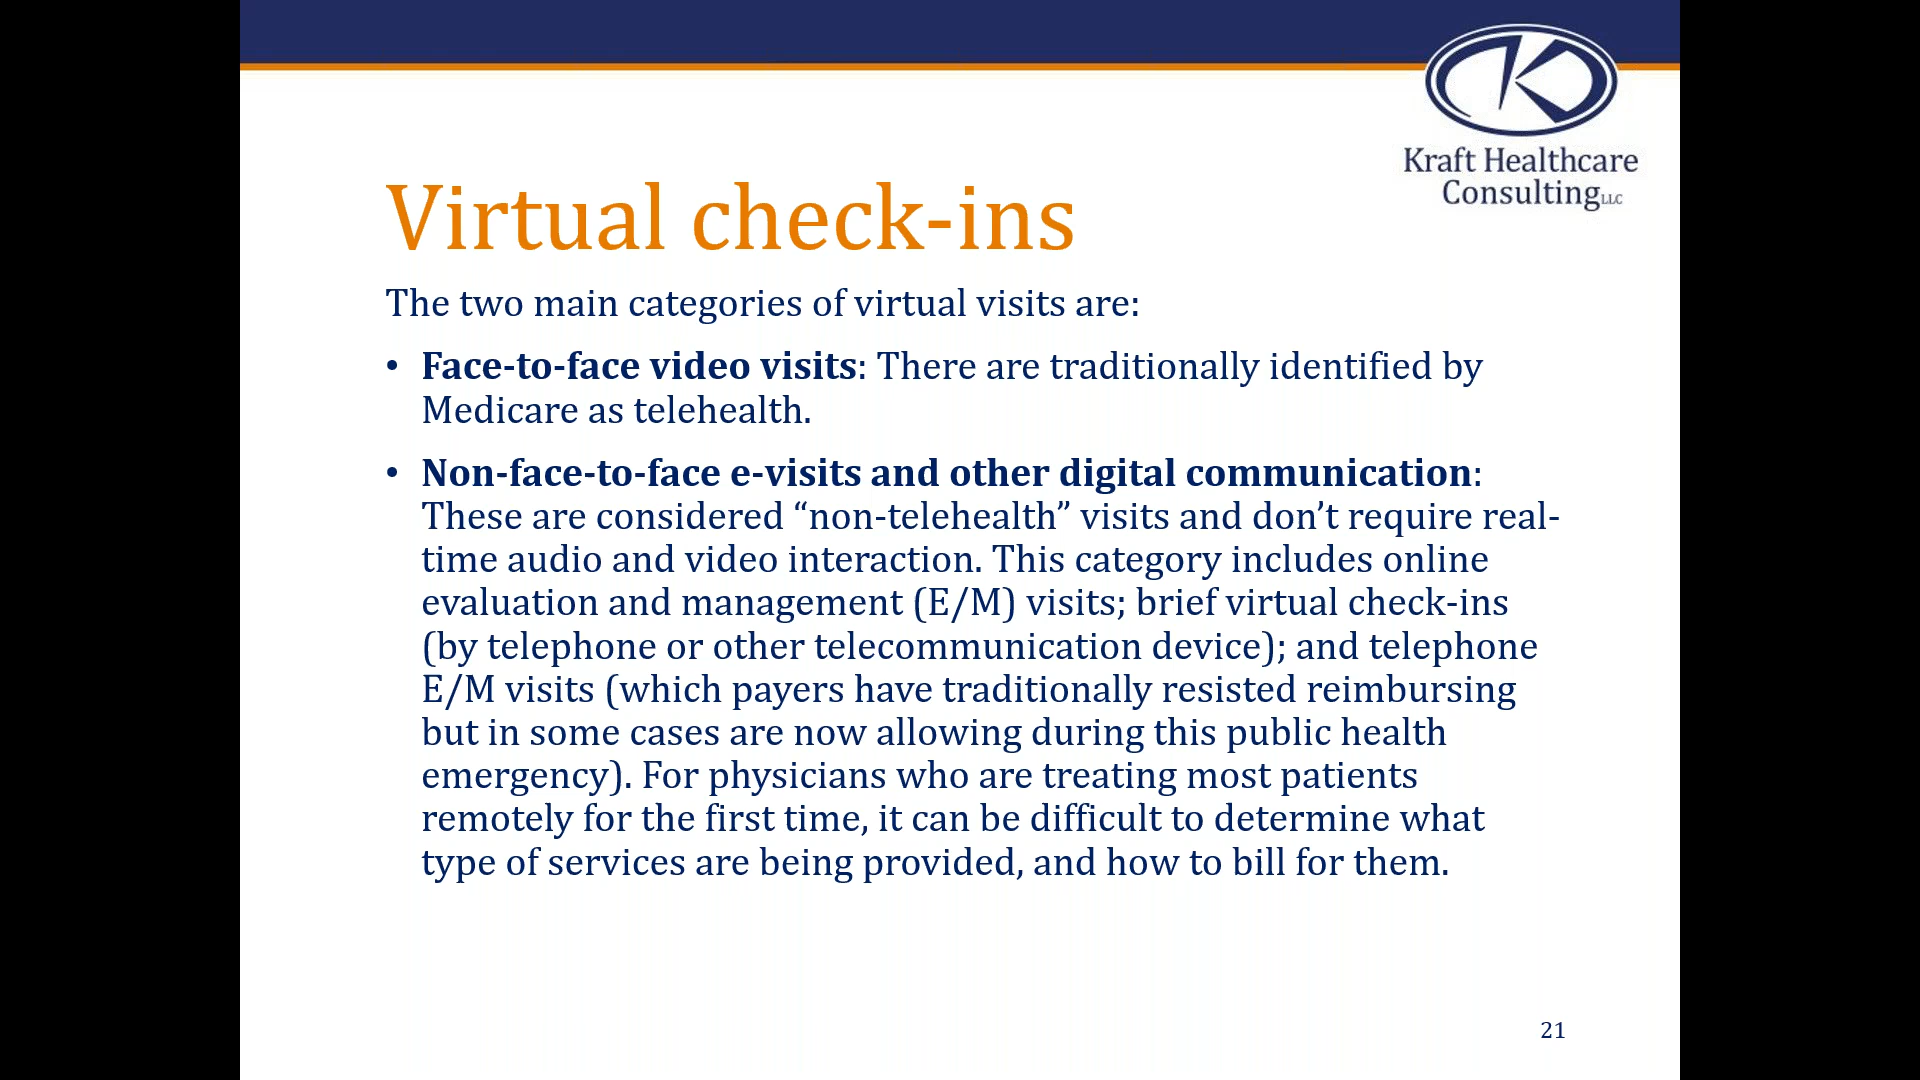 Kraft Healthcare
Consulting LLC
Virtual check-ins
The two main categories of virtual visits are:
• Face-to-face video visits: There are traditionally identified by
Medicare as telehealth.
• Non-face-to-face e-visits and other digital communication:
These are considered “non-telehealth” visits and don’t require real-
time audio and video interaction. This category includes online
evaluation and management (E/M) visits; brief virtual check-ins
(by telephone or other telecommunication device); and telephone
E/M visits (which payers have traditionally resisted reimbursing
but in some cases are now allowing during this public health
emergency). For physicians who are treating most patients
remotely for the first time, it can be difficult to determine what
type of services are being provided, and how to bill for them.
21